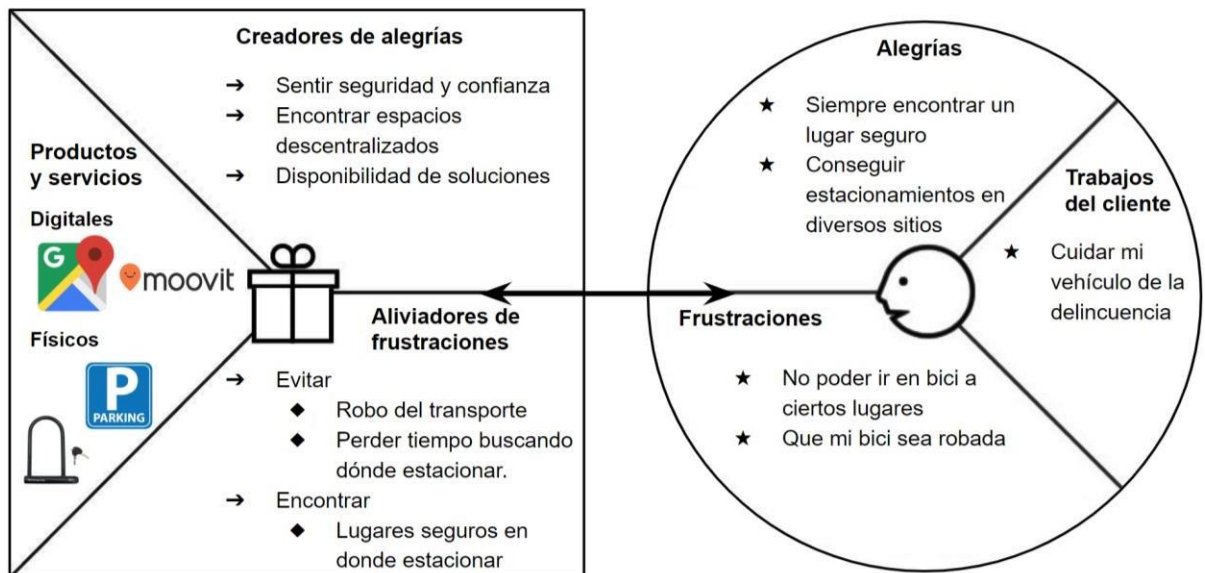 Creadores de alegrías
➔ Sentir seguridad y confianza
➔ Encontrar espacios
descentralizados
➔ Disponibilidad de soluciones
Productos
y servicios
Digitales
G
moovit
Físicos
P
PARKING
Aliviadores de
frustraciones
➔ Evitar
◆ Robo del transporte
◆ Perder tiempo buscando
dónde estacionar.
➔ Encontrar
◆ Lugares seguros en
donde estacionar
Alegrías
★ Siempre encontrar un
lugar seguro
★ Conseguir
estacionamientos en
diversos sitios
Trabajos
del cliente
★ Cuidar mi
vehículo de la
delincuencia
Frustraciones
★ No poder ir en bici a
ciertos lugares
★ Que mi bici sea robada